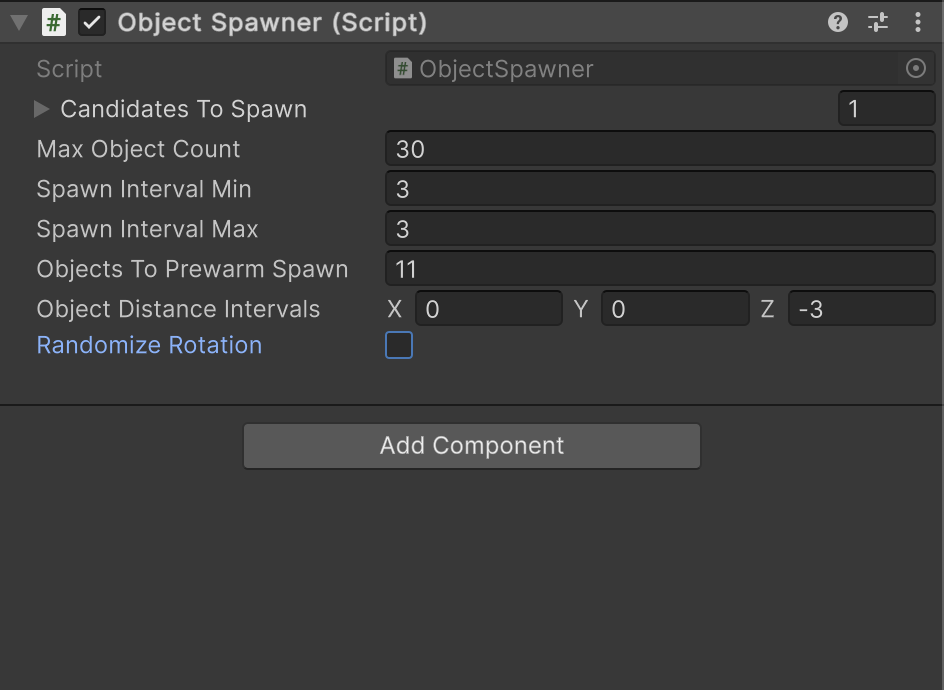 # Object Spawner (Script) ?
Script # ObjectSpawner
Candidates To Spawn 1
Max Object Count 30
Spawn Interval Min 3
Spawn Interval Max 3
Objects To Prewarm Spawn 11
Object Distance Intervals X 0 Y 0 Z -3
Randomize Rotation
Add Component